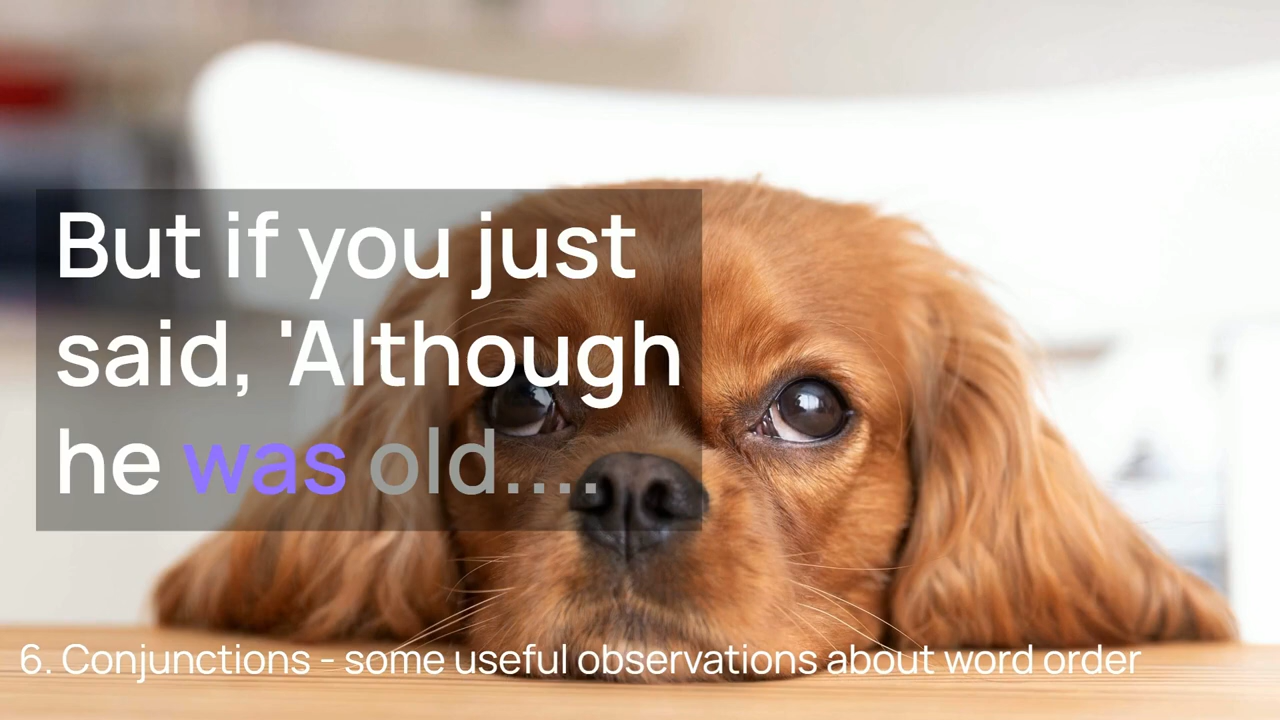 But if you just
said, 'Although
he was old....
6. Conjunctions - some useful observations about word order